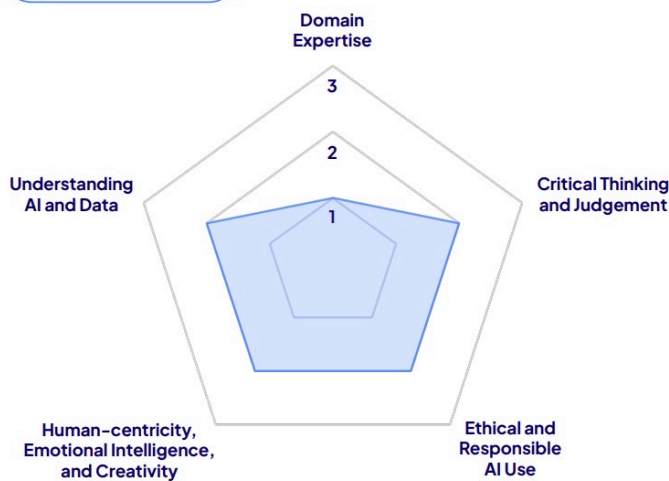 Domain
Expertise
3
2
1
Understanding
AI and Data
Critical Thinking
and Judgement
Human-centricity,
Emotional Intelligence,
and Creativity
Ethical and
Responsible
AI Use